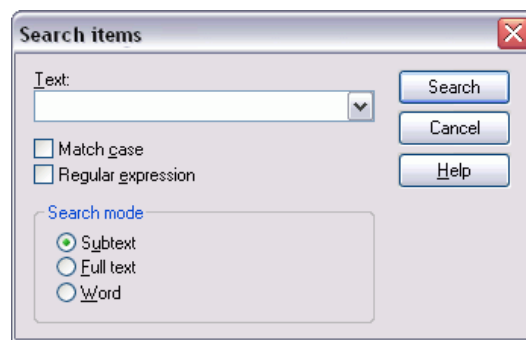 Search items
Text:
Search
Cancel
Help
Match case
Regular expression
Search mode
Subtext
Full text
Word